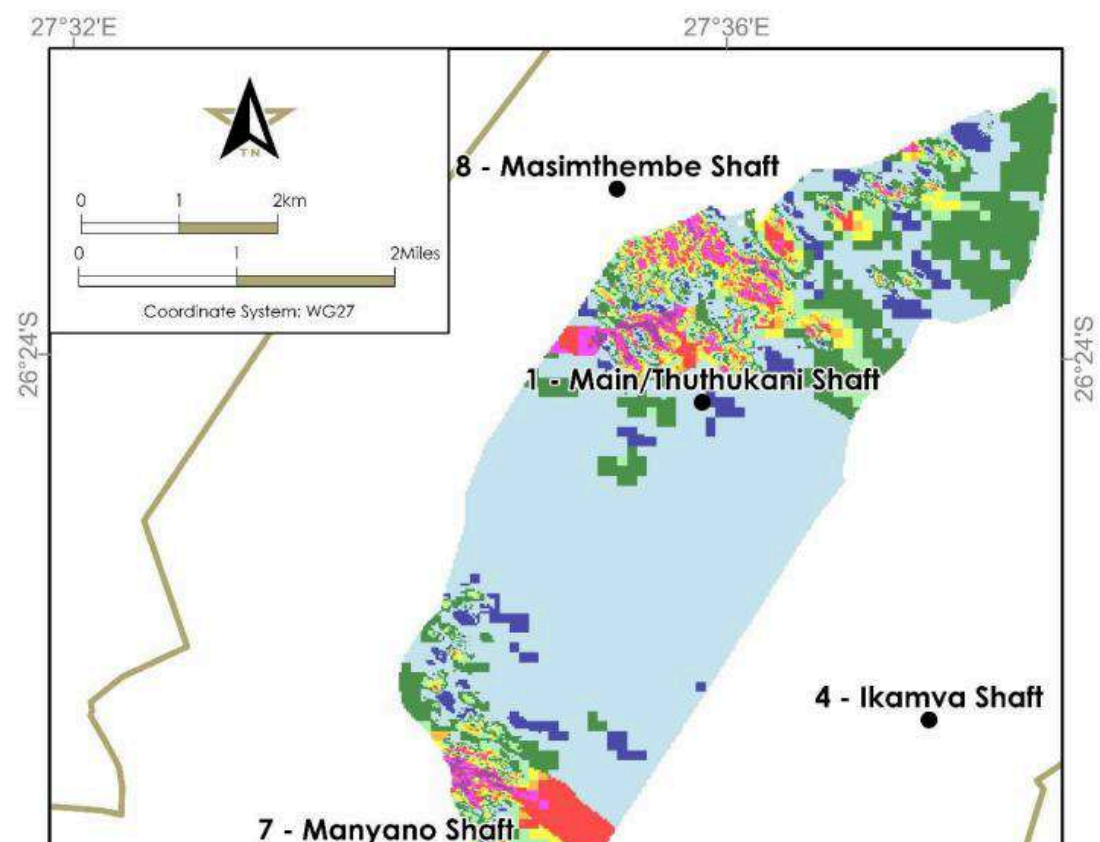 27°32'E
27°36'E
TN
0 1 2km
0 1 2Miles
Coordinate System: WG27
8 - Masimthembe Shaft
26°24'S
26°24'S
1 - Main/Thuthukani Shaft
4 - Ikamva Shaft
7 - Manyano Shaft